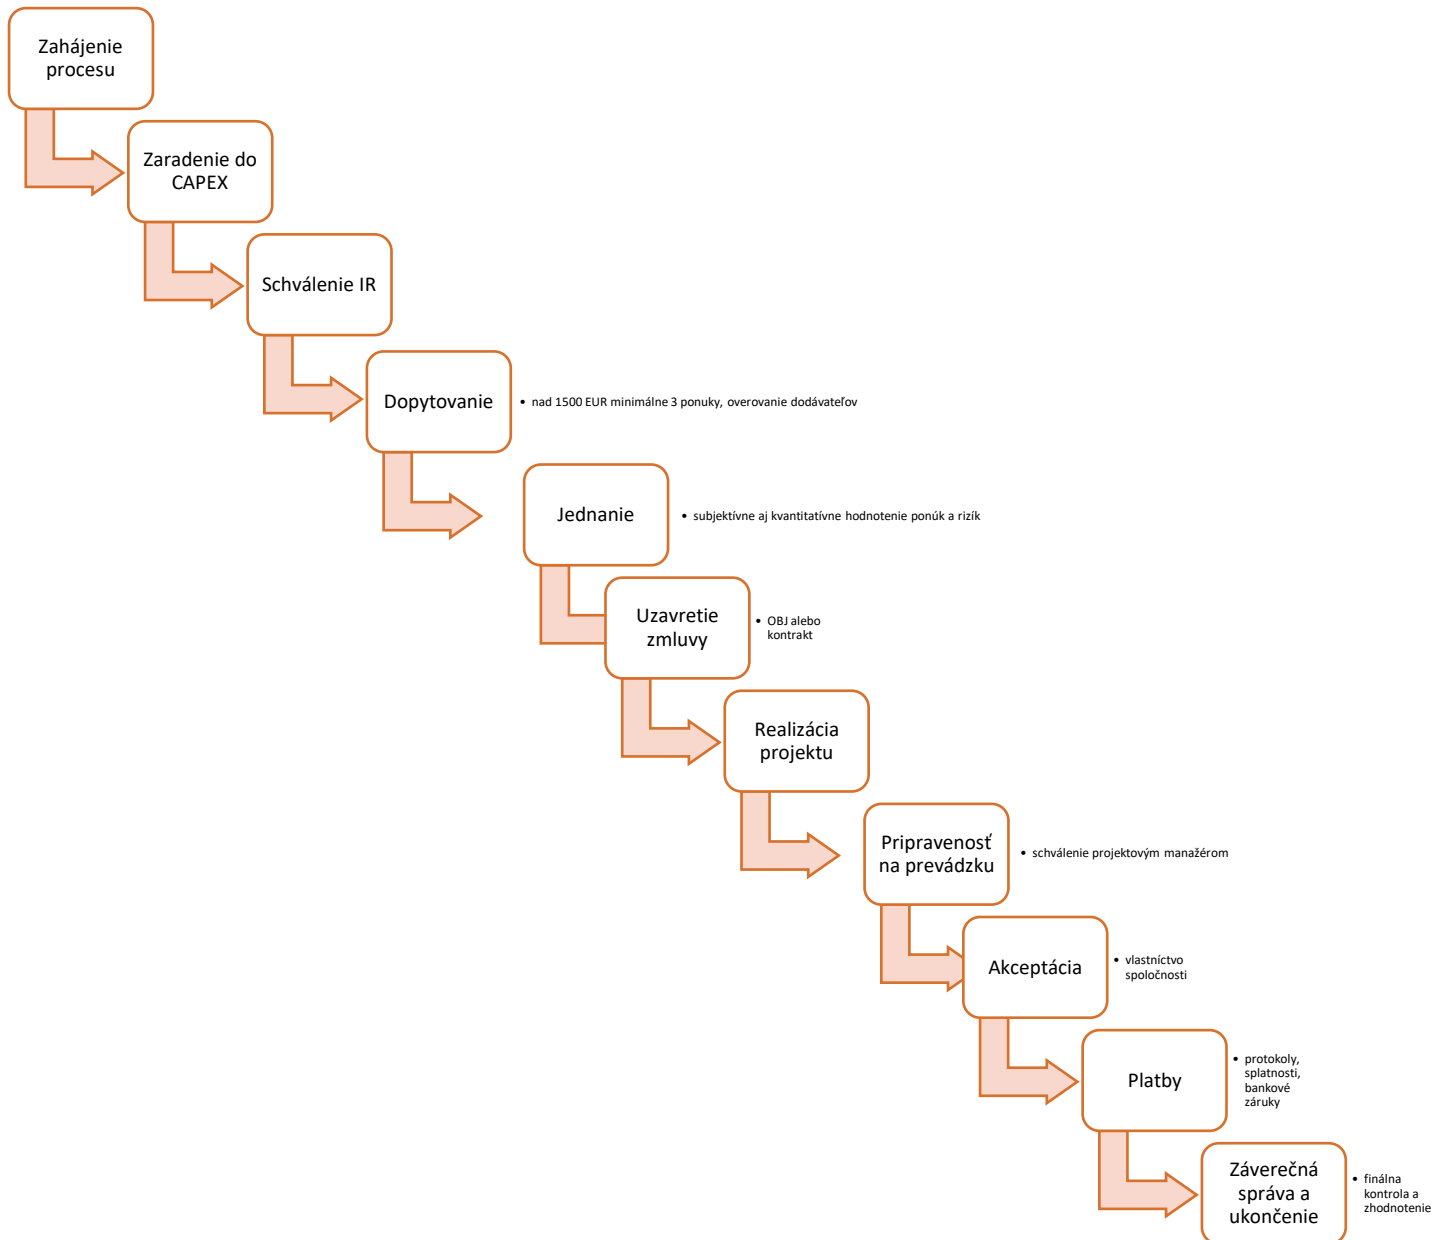 Zahájenie
procesu
Zaradenie do
CAPEX
Schválenie IR
Dopytovanie
• nad 1500 EUR minimálne 3 ponuky, overovanie dodávateľov
Jednanie
• subjektívne aj kvantitatívne hodnotenie ponúk a rizík
Uzavretie
zmluvy
• OBJ alebo
kontrakt
Realizácia
projektu
Pripravenosť
na prevádzku
• schválenie projektovým manažérom
Akceptácia
• vlastníctvo
spoločnosti
Platby
• protokoly,
splatnosti,
bankové
záruky
Záverečná
správa a
ukončenie
• finálna
kontrola a
zhodnotenie